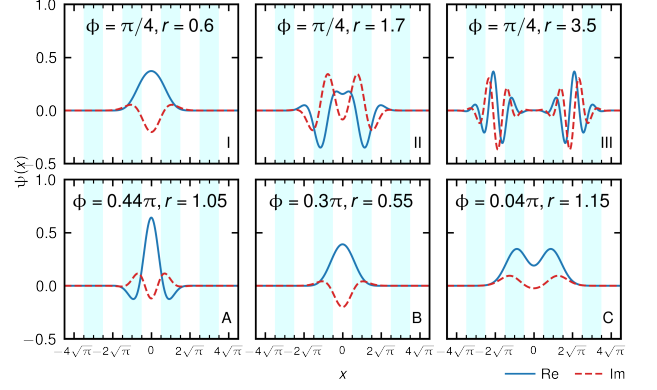 1.0
ϕ = π/4, r = 0.6
ϕ = π/4, r = 1.7
ϕ = π/4, r = 3.5
0.5
0.0
−0.5
I
II
III
ψ(x)
1.0
ϕ = 0.44π, r = 1.05
ϕ = 0.3π, r = 0.55
ϕ = 0.04π, r = 1.15
0.5
0.0
−0.5
A
B
C
−4√π −2√π 0 2√π 4√π
−4√π −2√π 0 2√π 4√π
−4√π −2√π 0 2√π 4√π
x
Re Im